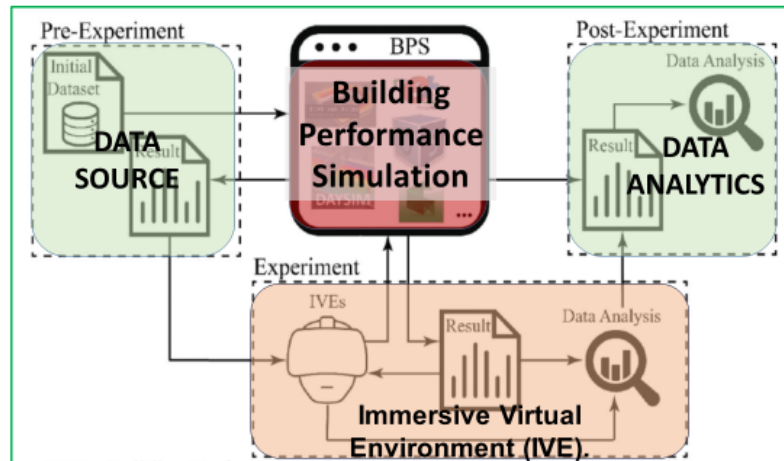 Pre-Experiment
Initial
Dataset
DATA
SOURCE
Result
BPS
Building
Performance
Simulation
DAYSIM
...
Post-Experiment
Data Analysis
Result
DATA
ANALYTICS
Experiment
IVEs
Result
Data Analysis
Immersive Virtual
Environment (IVE).